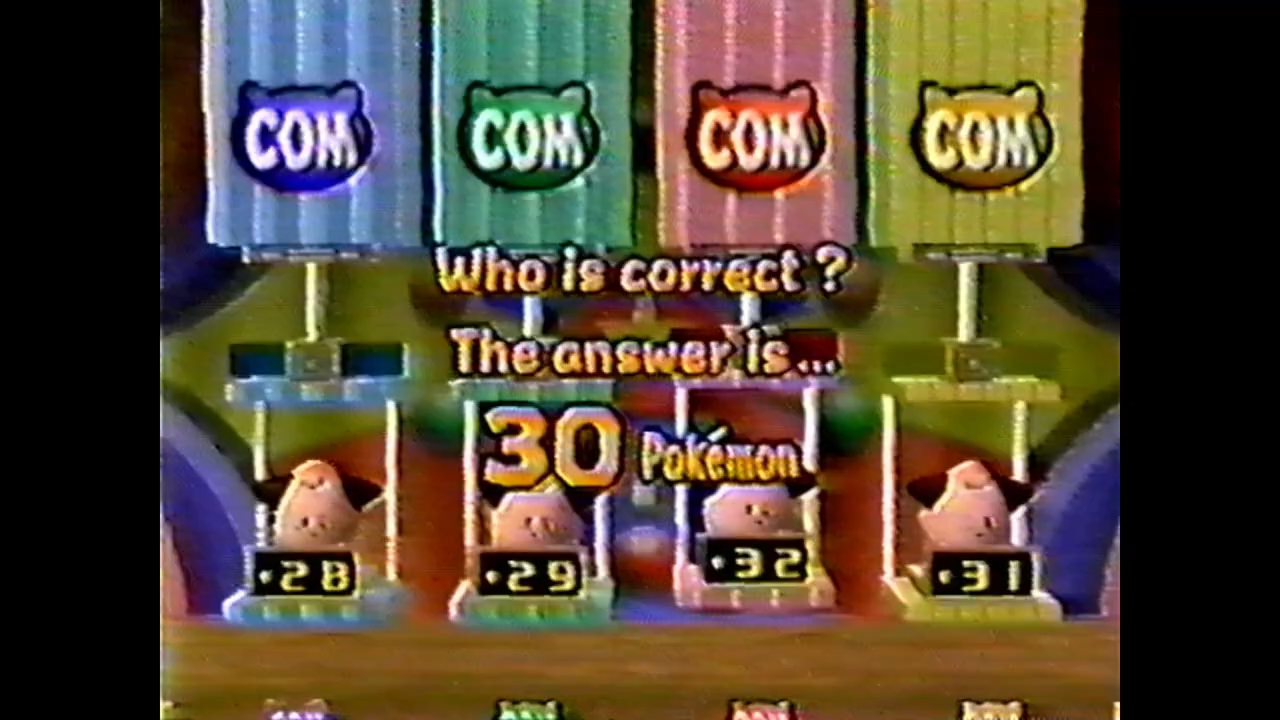 COM COM COM COM
Who is correct?
The answer is...
30 Pokémon
28 29 32 31